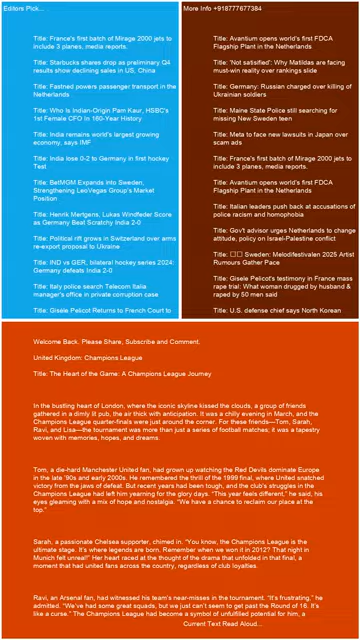 Editors Pick...
Title: France's first batch of Mirage 2000 jets to
include 3 planes, media reports.
Title: Starbucks shares drop as preliminary Q4
results show declining sales in US, China
Title: Fastned powers passenger transport in the
Netherlands
Title: Who Is Indian-Origin Pam Kaur, HSBC's
1st Female CFO In 160-Year History
Title: India remains world's largest growing
economy, says IMF
Title: India lose 0-2 to Germany in first hockey
Test
Title: BetMGM Expands into Sweden,
Strengthening LeoVegas Group's Market
Position
Title: Henrik Mertgens, Lukas Windfeder Score
as Germany Beat Scratchy India 2-0
Title: Political rift grows in Switzerland over arms
re-export proposal to Ukraine
Title: IND vs GER, bilateral hockey series 2024:
Germany defeats India 2-0
Title: Italy police search Telecom Italia
manager's office in private corruption case
Title: Gisèle Pelicot Returns to French Court to
More Info +918777677384
Title: Avantium opens world's first FDCA
Flagship Plant in the Netherlands
Title: 'Not satisfied': Why Matildas are facing
must-win reality over rankings slide
Title: Germany: Russian charged over killing of
Ukrainian soldiers
Title: Maine State Police still searching for
missing New Sweden teen
Title: Meta to face new lawsuits in Japan over
scam ads
Title: France's first batch of Mirage 2000 jets to
include 3 planes, media reports.
Title: Avantium opens world's first FDCA
Flagship Plant in the Netherlands
Title: Italian leaders push back at accusations of
police racism and homophobia
Title: Gov't advisor urges Netherlands to change
attitude, policy on Israel-Palestine conflict
Title: Sweden: Melodifestivalen 2025 Artist
Rumours Gather Pace
Title: Gisele Pelicot's testimony in France mass
rape trial: What woman drugged by husband &
raped by 50 men said
Title: U.S. defense chief says North Korean
Welcome Back. Please Share, Subscribe and Comment.
United Kingdom: Champions League
Title: The Heart of the Game: A Champions League Journey
In the bustling heart of London, where the iconic skyline kissed the clouds, a group of friends
gathered in a dimly lit pub, the air thick with anticipation. It was a chilly evening in March, and the
Champions League quarter-finals were just around the corner. For these friends—Tom, Sarah,
Ravi, and Lisa—the tournament was more than just a series of football matches; it was a tapestry
woven with memories, hopes, and dreams.
Tom, a die-hard Manchester United fan, had grown up watching the Red Devils dominate Europe
in the late '90s and early 2000s. He remembered the thrill of the 1999 final, where United snatched
victory from the jaws of defeat. But recent years had been tough, and the club's struggles in the
Champions League had left him yearning for the glory days. "This year feels different," he said, his
eyes gleaming with a mix of hope and nostalgia. "We have a chance to reclaim our place at the
top."
Sarah, a passionate Chelsea supporter, chimed in. "You know, the Champions League is the
ultimate stage. It's where legends are born. Remember when we won it in 2012? That night in
Munich felt unreal!" Her heart raced at the thought of the drama that unfolded in that final, a
moment that had united fans across the country, regardless of club loyalties.
Ravi, an Arsenal fan, had witnessed his team's near-misses in the tournament. "It's frustrating," he
admitted. "We've had some great squads, but we just can't seem to get past the Round of 16. It's
like a curse." The Champions League had become a symbol of unfulfilled potential for him, a
Current Text Read Aloud...